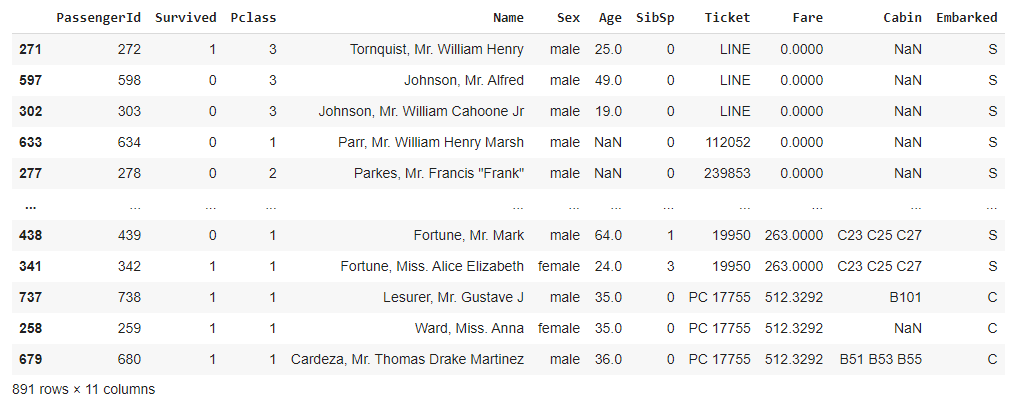 PassengerId Survived Pclass Name Sex Age SibSp Ticket Fare Cabin Embarked
271 272 1 3 Tornquist, Mr. William Henry male 25.0 0 LINE 0.0000 NaN S
597 598 0 3 Johnson, Mr. Alfred male 49.0 0 LINE 0.0000 NaN S
302 303 0 3 Johnson, Mr. William Cahoone Jr male 19.0 0 LINE 0.0000 NaN S
633 634 0 1 Parr, Mr. William Henry Marsh male NaN 0 112052 0.0000 NaN S
277 278 0 2 Parkes, Mr. Francis "Frank" male NaN 0 239853 0.0000 NaN S
... ... ... ... ... ... ... ... ... ... ... ...
438 439 0 1 Fortune, Mr. Mark male 64.0 1 19950 263.0000 C23 C25 C27 S
341 342 1 1 Fortune, Miss. Alice Elizabeth female 24.0 3 19950 263.0000 C23 C25 C27 S
737 738 1 1 Lesurer, Mr. Gustave J male 35.0 0 PC 17755 512.3292 B101 C
258 259 1 1 Ward, Miss. Anna female 35.0 0 PC 17755 512.3292 NaN C
679 680 1 1 Cardeza, Mr. Thomas Drake Martinez male 36.0 0 PC 17755 512.3292 B51 B53 B55 C
891 rows × 11 columns